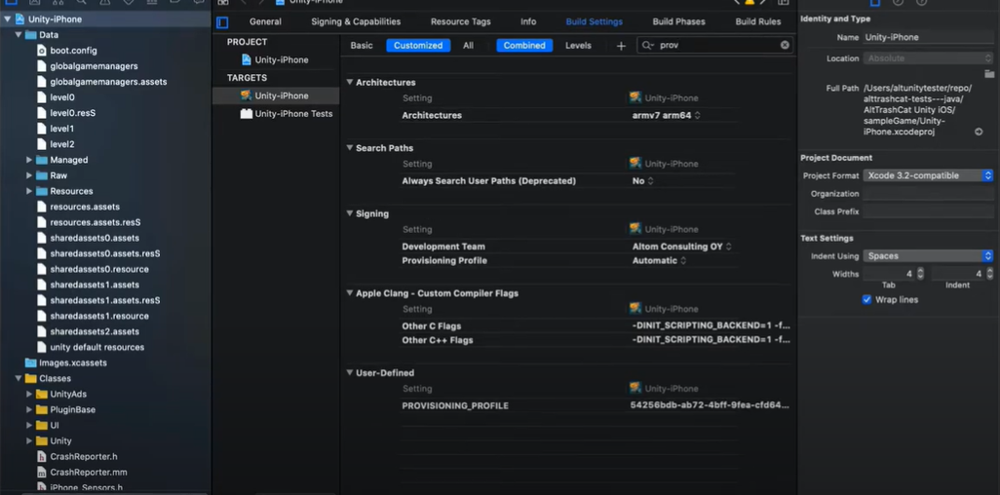 Unity-iPhone
Data
boot.config
globalgamemanagers
globalgamemanagers.assets
level0
level0.resS
level1
level2
Managed
Raw
Resources
resources.assets
resources.assets.resS
sharedassets0.assets
sharedassets0.assets.resS
sharedassets0.resource
sharedassets1.assets
sharedassets1.assets.resS
sharedassets1.resource
sharedassets2.assets
unity default resources
Images.xcassets
Classes
UnityAds
PluginBase
UI
Unity
CrashReporter.h
CrashReporter.mm
iPhone_Sensors.h
Unity-iPhone
General Signing & Capabilities Resource Tags Info Build Settings Build Phases Build Rules
PROJECT
Unity-iPhone
TARGETS
Unity-iPhone
Unity-iPhone Tests
Basic Customized All Combined Levels + prov
Architectures
Setting Unity-iPhone
Architectures armv7 arm64
Search Paths
Setting Unity-iPhone
Always Search User Paths (Deprecated) No
Signing
Setting Unity-iPhone
Development Team Altom Consulting OY
Provisioning Profile Automatic
Apple Clang - Custom Compiler Flags
Setting Unity-iPhone
Other C Flags -DINIT_SCRIPTING_BACKEND=1 -f...
Other C++ Flags -DINIT_SCRIPTING_BACKEND=1 -f...
User-Defined
Setting Unity-iPhone
PROVISIONING_PROFILE 54256bdb-ab72-4bff-9fea-cfd64...
Identity and Type
Name Unity-iPhone
Location Absolute
Full Path /Users/altunitytester/repo/
alttrashcat-tests---java/
AltTrashCat Unity iOS/
sampleGame/Unity-
iPhone.xcodeproj
Project Document
Project Format Xcode 3.2-compatible
Organization
Class Prefix
Text Settings
Indent Using Spaces
Widths 4 4
Tab Indent
Wrap lines